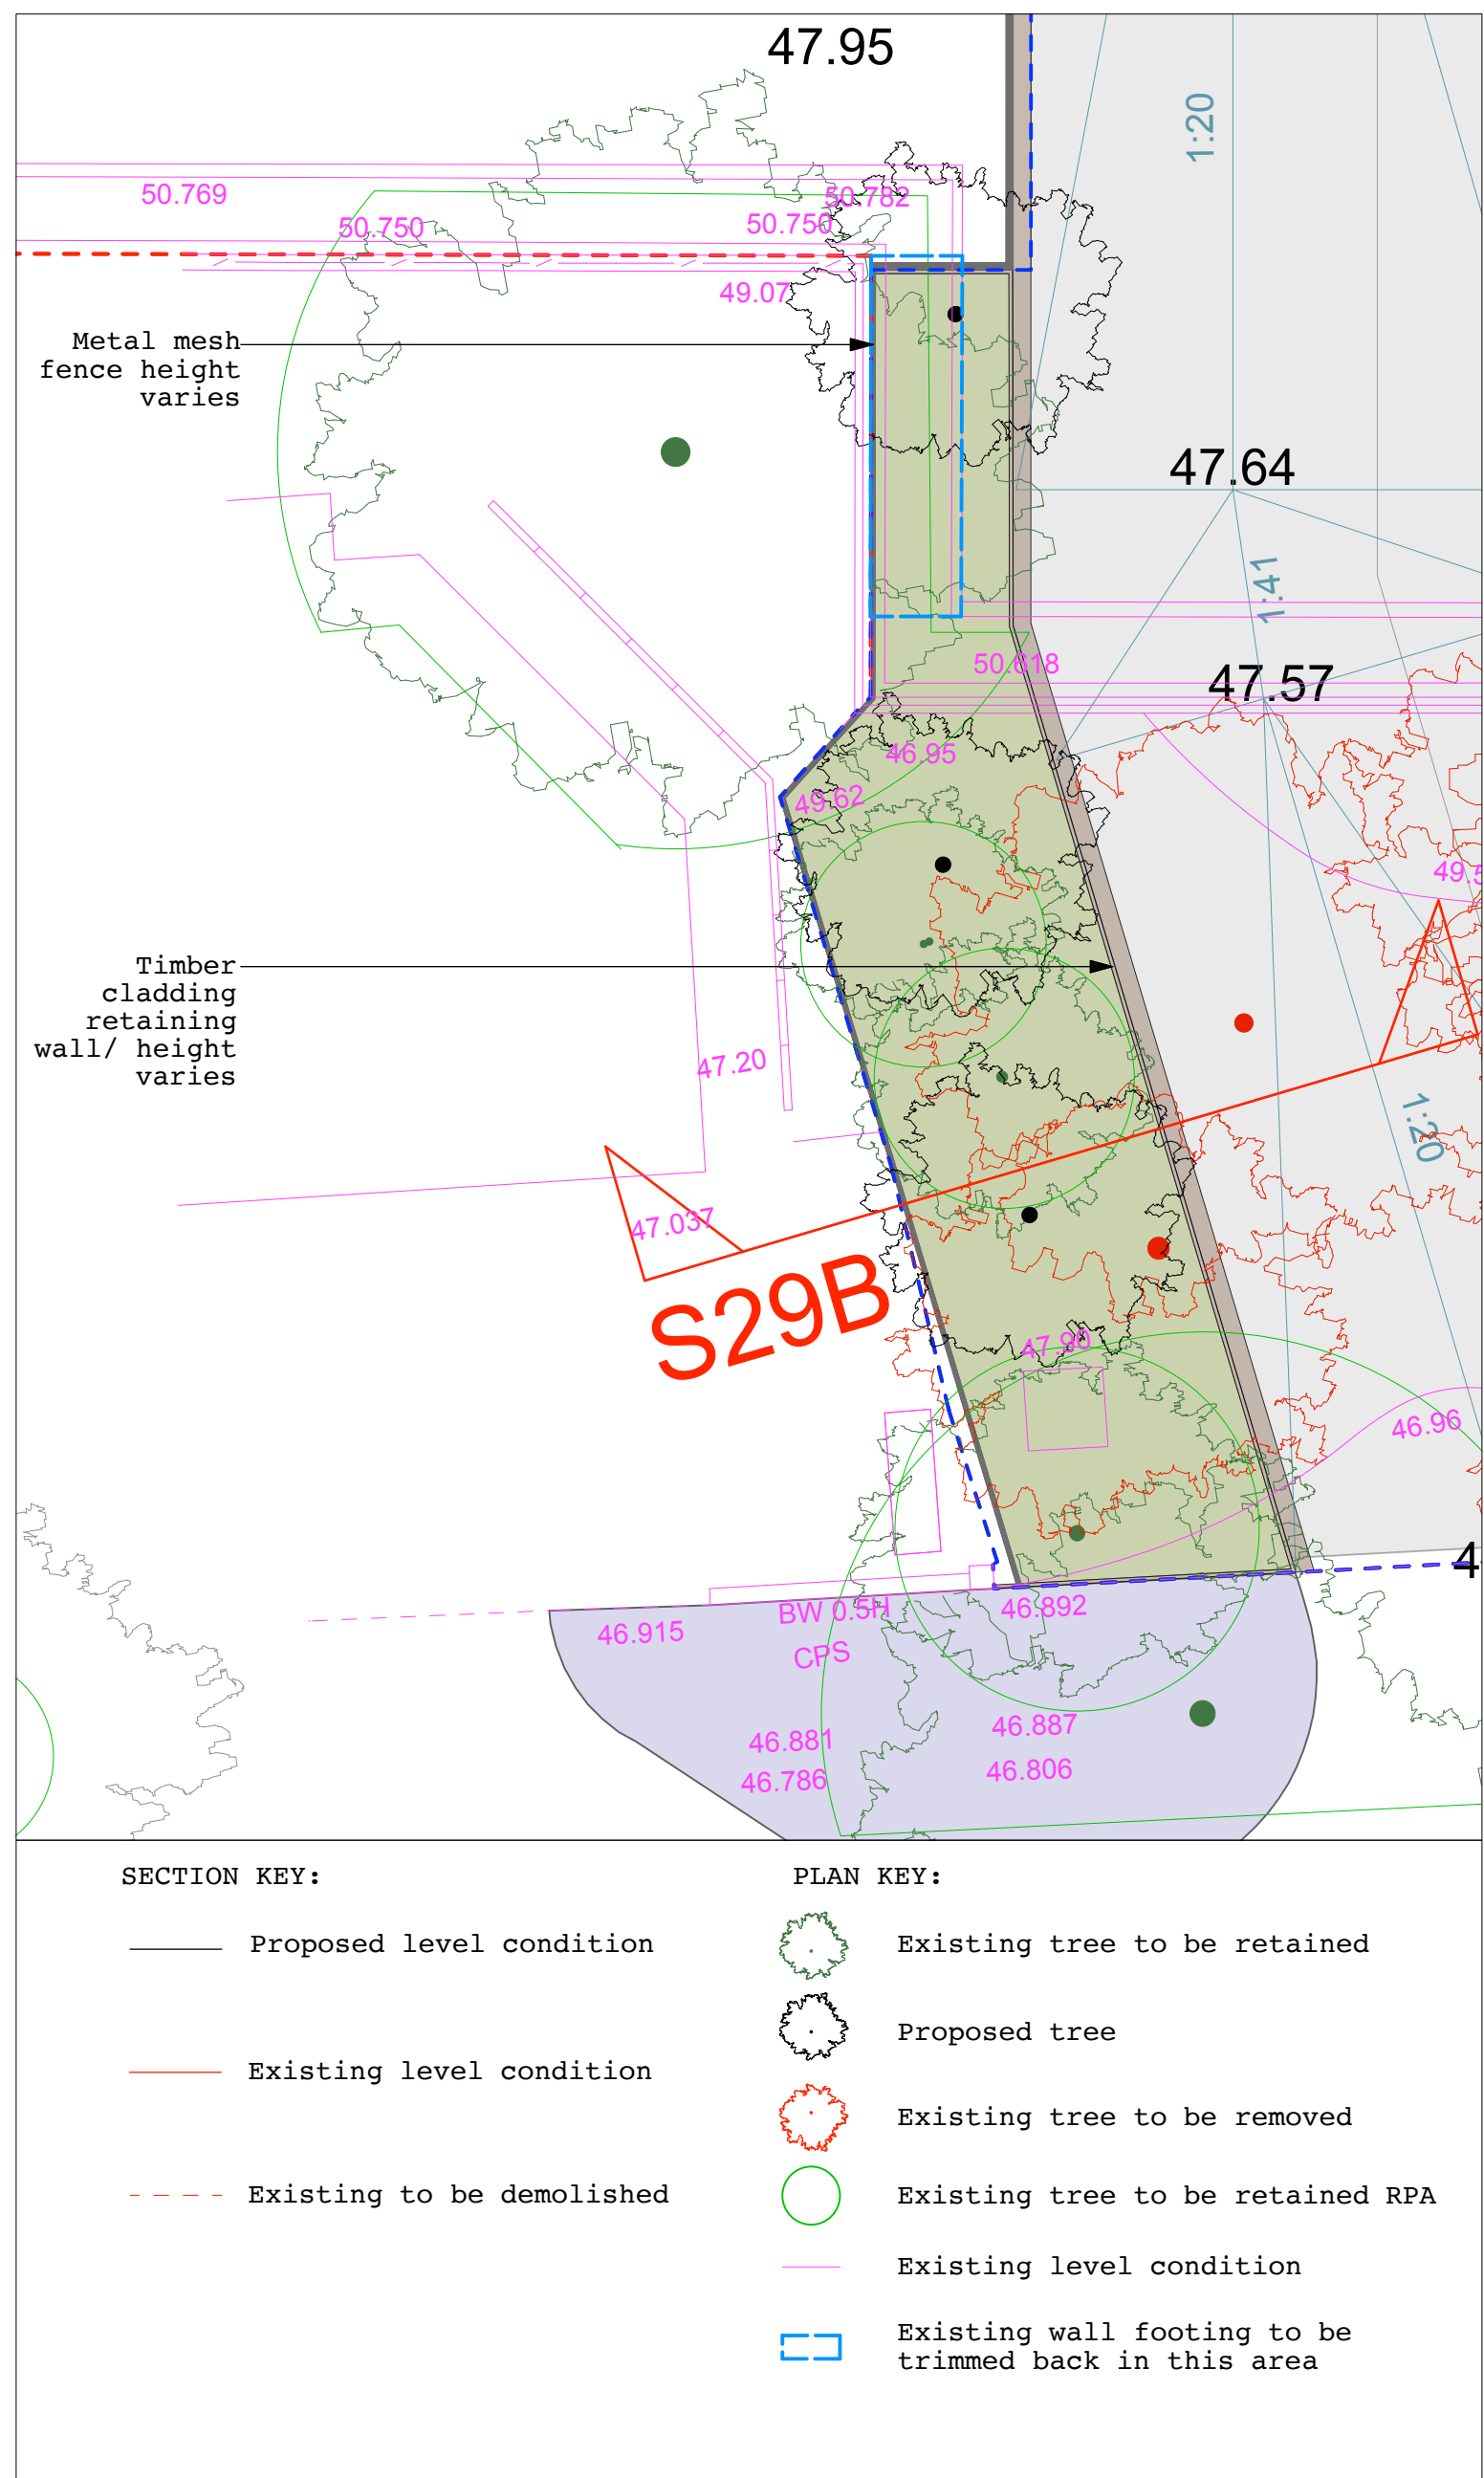 47.95
1:20
50.769
50.782
50.750
50.750
49.07
Metal mesh
fence height
varies
47.64
1:41
50.618
47.57
46.95
49.62
Timber
cladding
retaining
wall/ height
varies
47.20
1:20
47.037
S29B
47.90
46.96
BW 0.5H
46.892
46.915
CPS
46.887
46.881
46.806
46.786
SECTION KEY:
Proposed level condition
Existing level condition
Existing to be demolished
PLAN KEY:
Existing tree to be retained
Proposed tree
Existing tree to be removed
Existing tree to be retained RPA
Existing level condition
Existing wall footing to be
trimmed back in this area